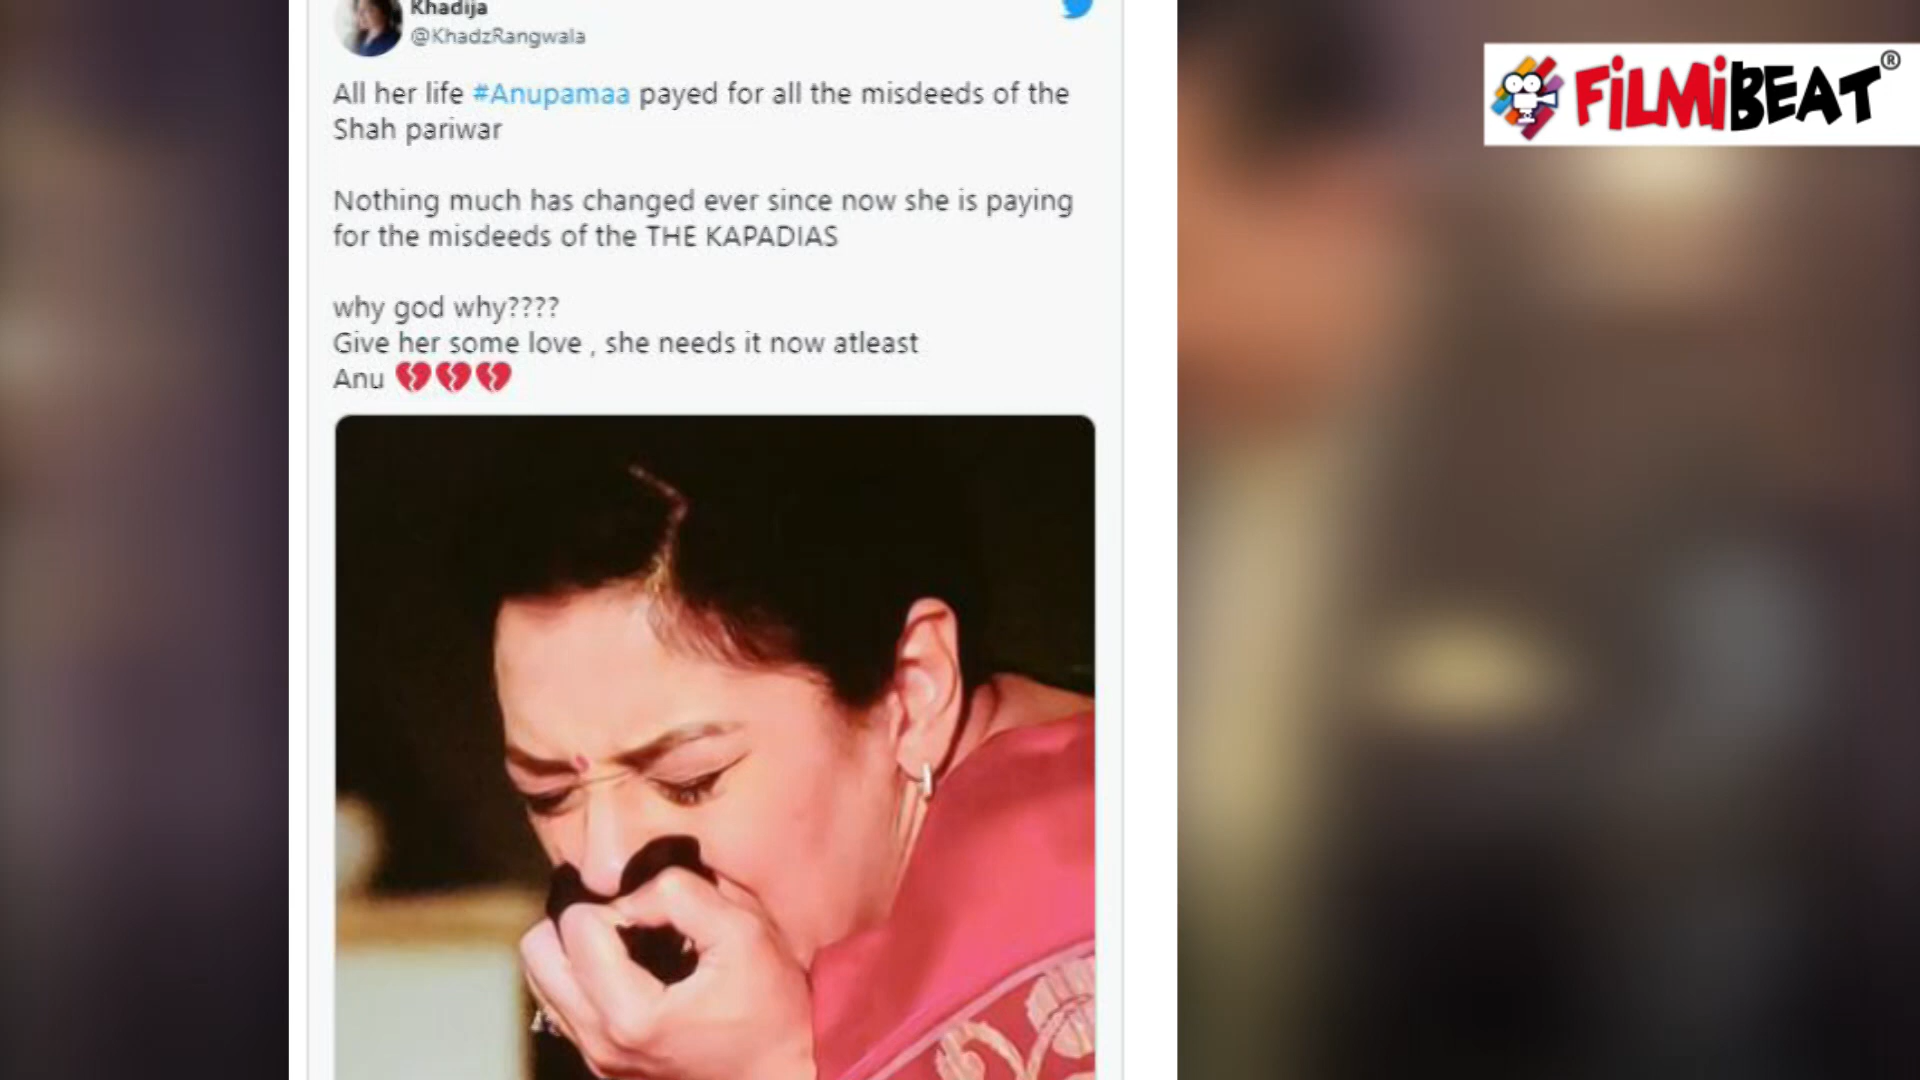 Khadija
@KhadzRangwala
FiLMiBEAT®
All her life #Anupamaa payed for all the misdeeds of the
Shah pariwar
Nothing much has changed ever since now she is paying
for the misdeeds of the THE KAPADIAS
why god why????
Give her some love , she needs it now atleast
Anu 💔💔💔